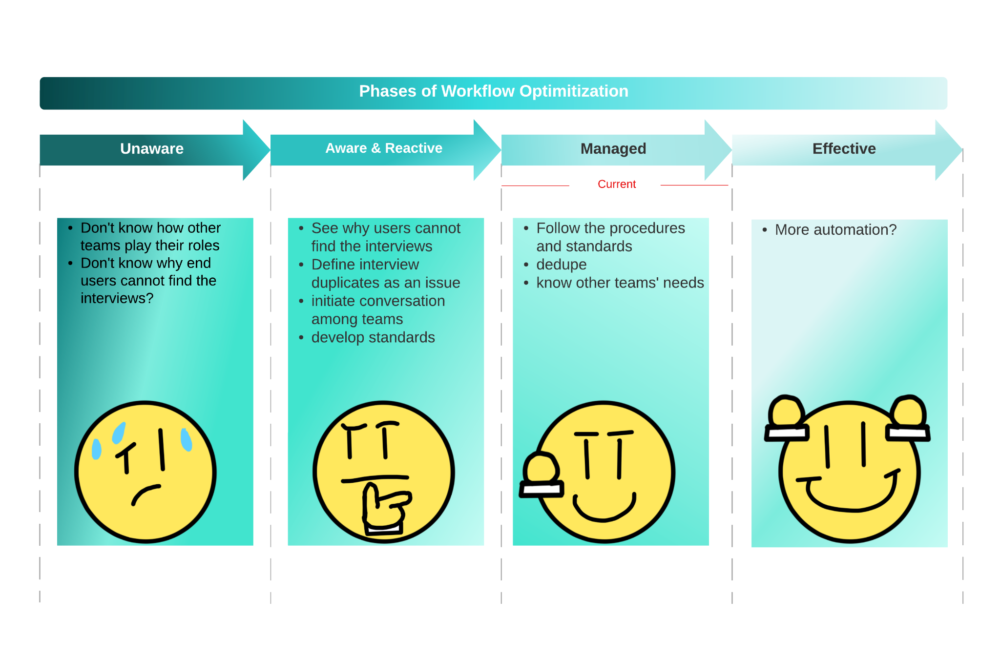 Phases of Workflow Optimitization
Unaware
Aware & Reactive
Managed
Effective
Current
• Don't know how other
teams play their roles
• Don't know why end
users cannot find the
interviews?
• See why users cannot
find the interviews
• Define interview
duplicates as an issue
• initiate conversation
among teams
• develop standards
• Follow the procedures
and standards
• dedupe
• know other teams' needs
• More automation?